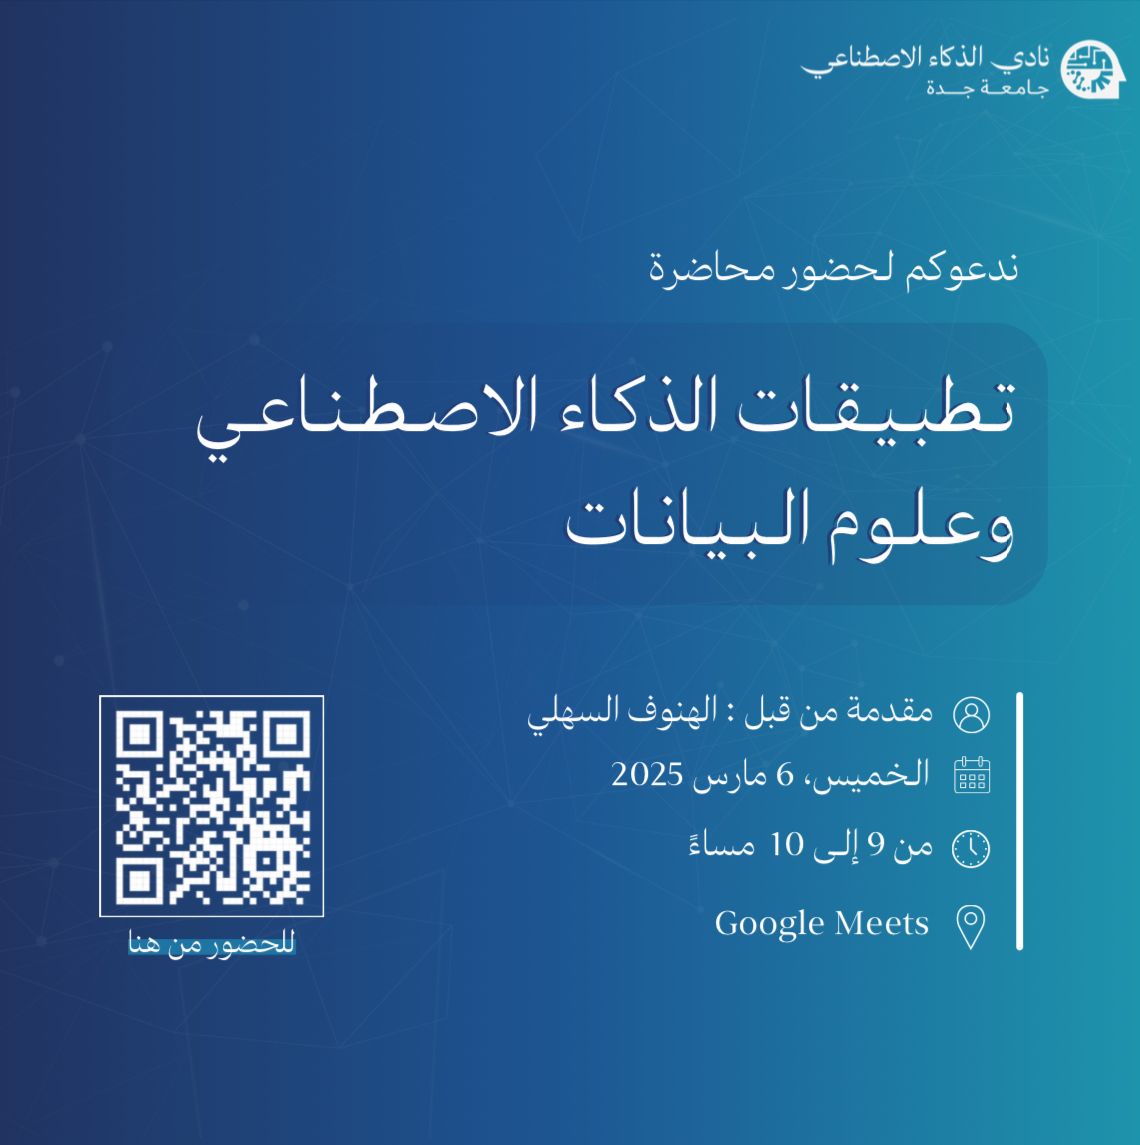 نادي الذكاء الاصطناعي
جامعة جدة
ندعوكم لحضور محاضرة
تطبيقات الذكاء الاصطناعي
وعلوم البيانات
مقدمة من قبل : الهنوف السهلي
الخميس، 6 مارس 2025
من 9 إلى 10 مساءً
Google Meets
للحضور من هنا